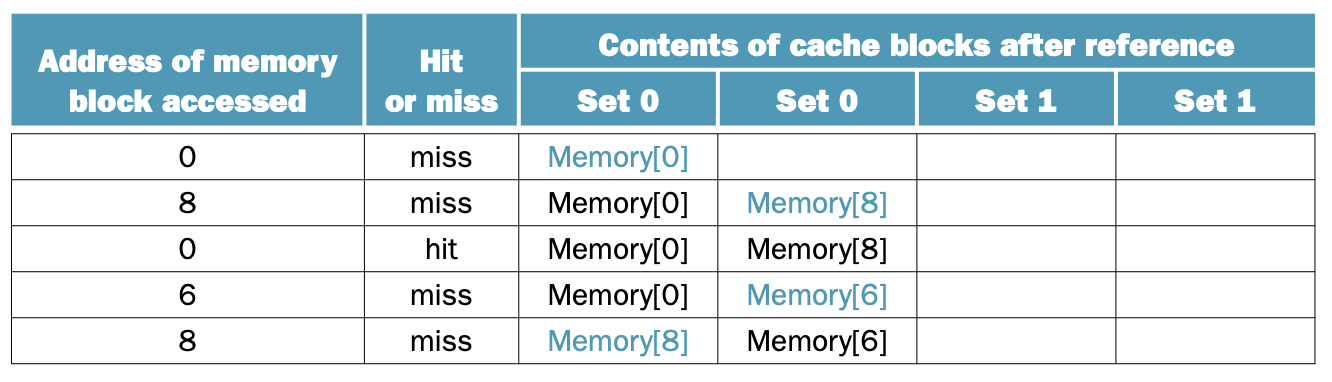 Address of memory block accessed | Hit or miss | Contents of cache blocks after reference
Set 0 | Set 0 | Set 1 | Set 1
0 | miss | Memory[0] | | |
8 | miss | Memory[0] | Memory[8] | |
0 | hit | Memory[0] | Memory[8] | |
6 | miss | Memory[0] | Memory[6] | |
8 | miss | Memory[8] | Memory[6] | |